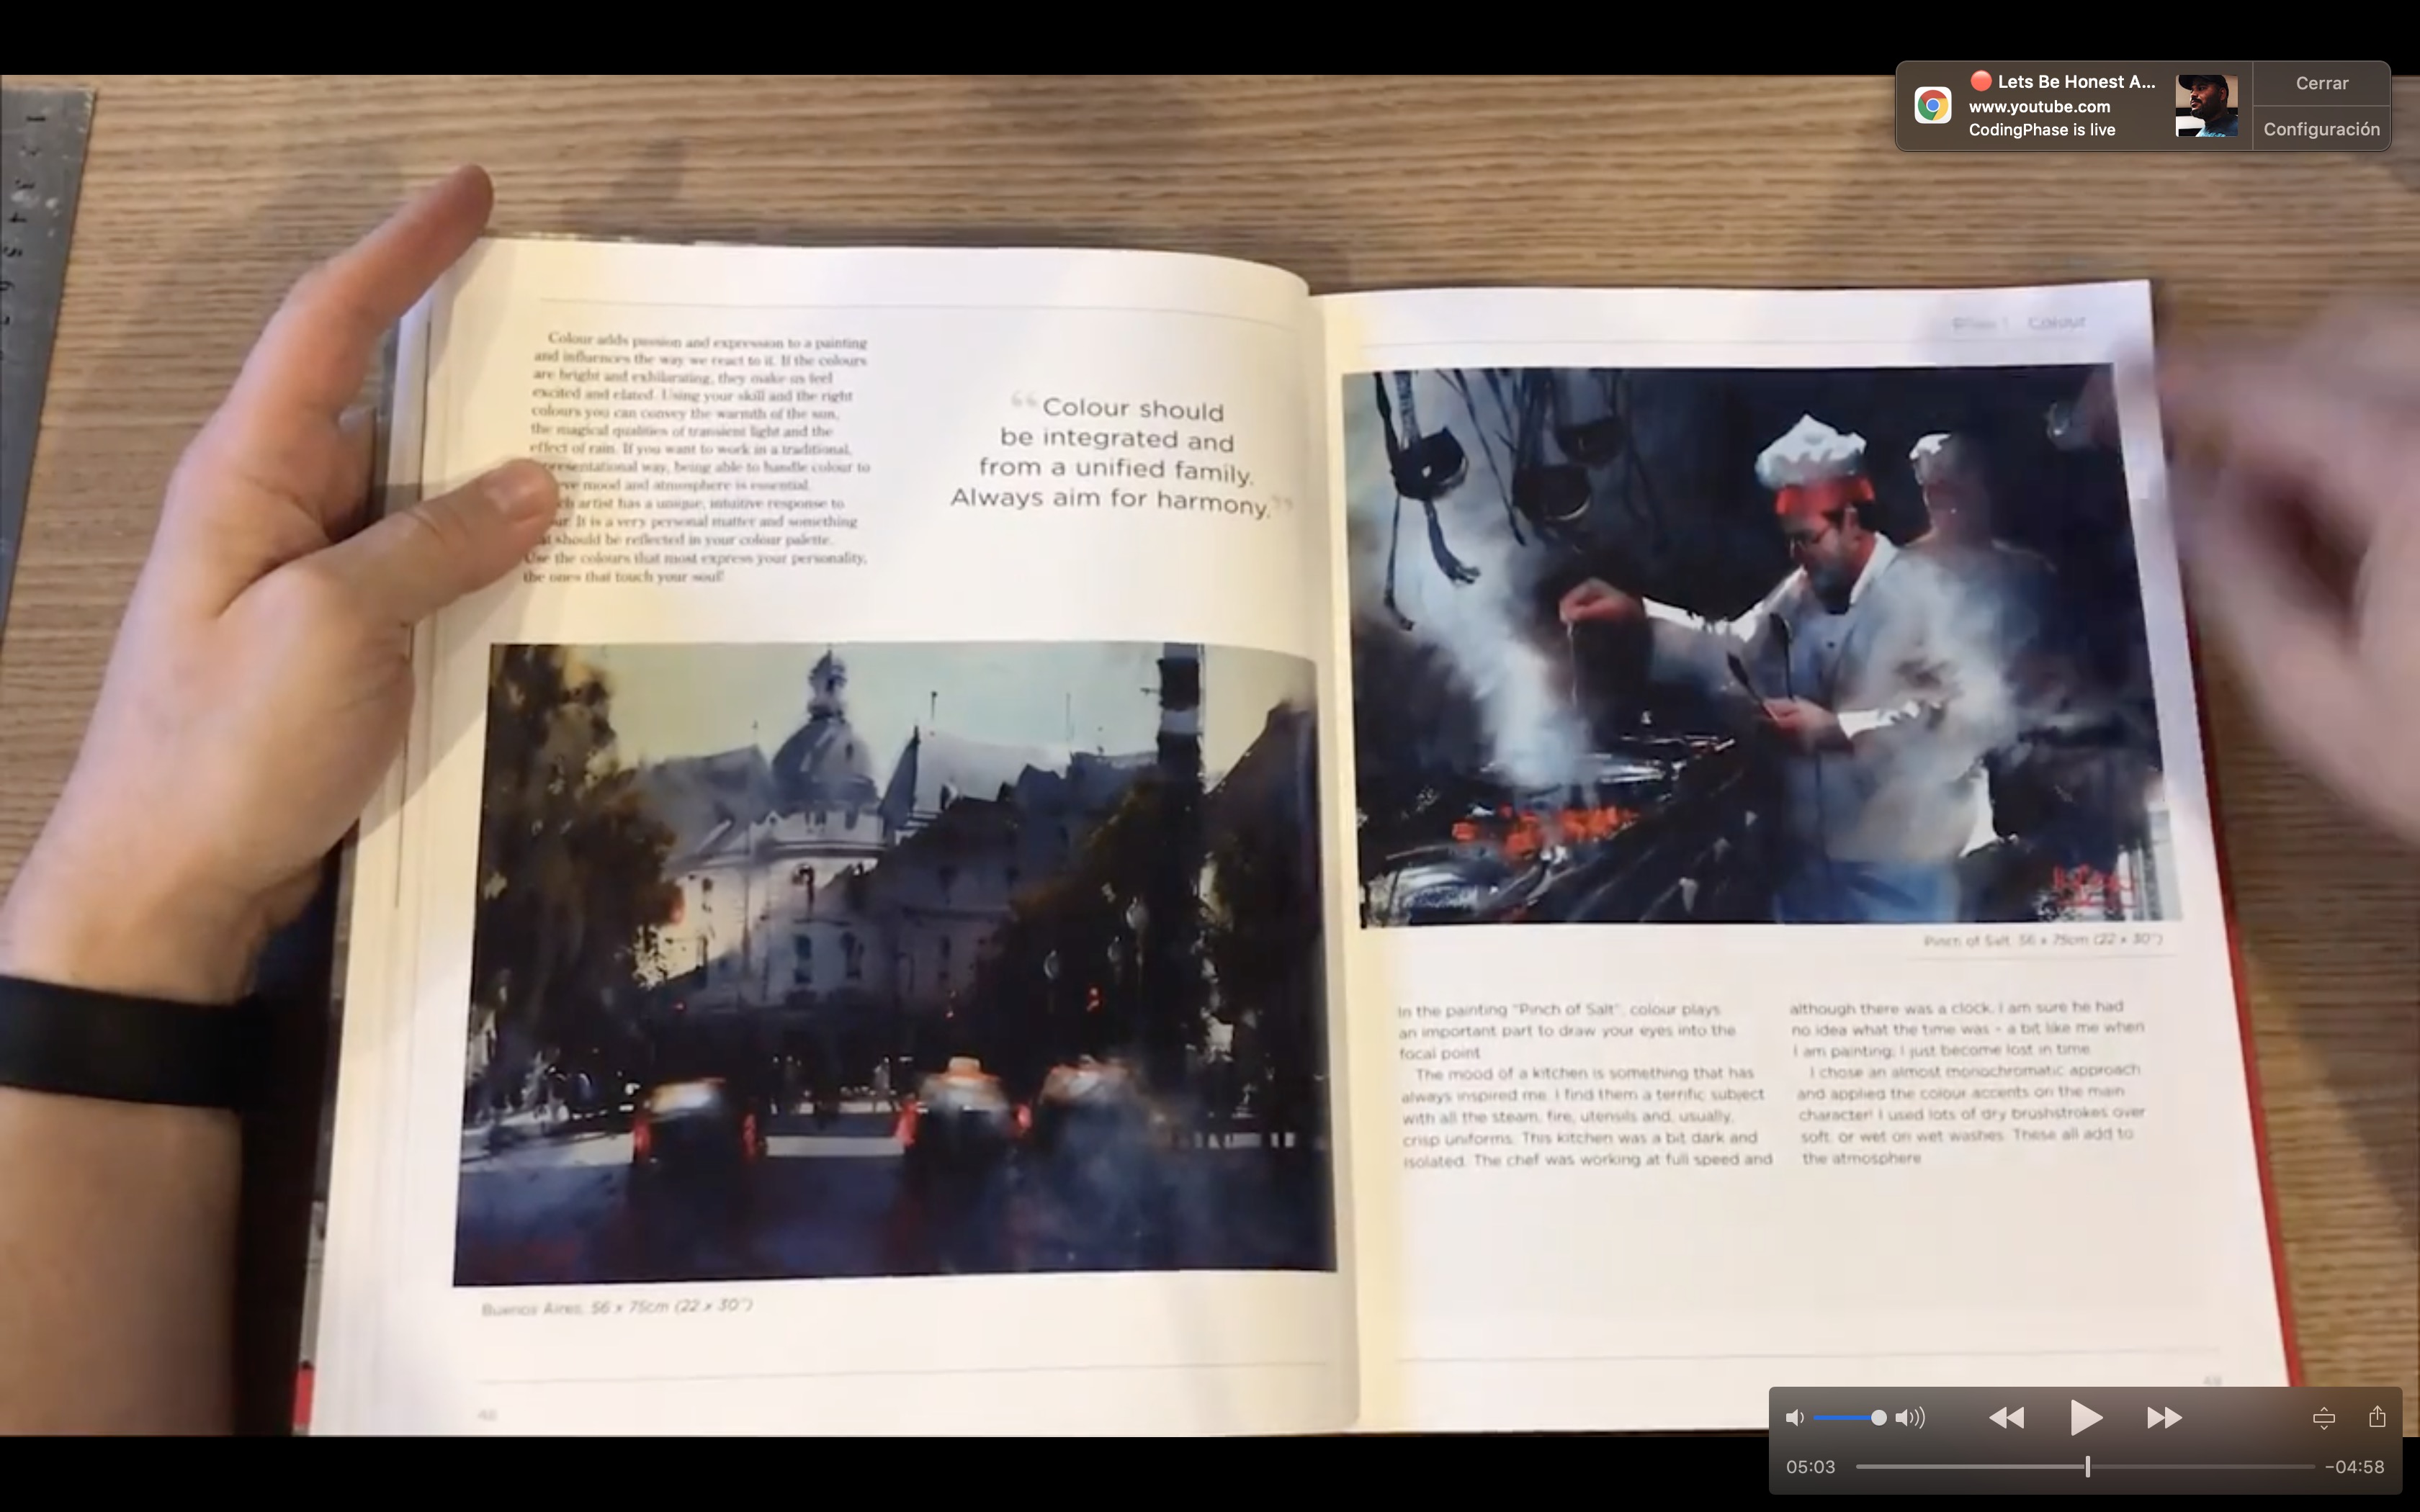 🔴 Lets Be Honest A...
www.youtube.com
CodingPhase is live
Cerrar
Configuración
Colour adds passion and expression to a painting
and influences the way we react to it. If the colours
are bright and exhilarating, they make us feel
excited and elated. Using your skill and the right
colours you can convey the warmth of the sun,
the magical qualities of transient light and the
effect of rain. If you want to work in a traditional,
presentational way, being able to handle colour to
mood and atmosphere is essential.
artist has a unique, intuitive response to
It is a very personal matter and something
should be reflected in your colour palette.
Use the colours that most express your personality,
the ones that touch your soul!
“Colour should
be integrated and
from a unified family.
Always aim for harmony.”
Buenos Aires, 56 x 75cm (22 x 30")
48
Colour
Pinch of Salt, 56 x 75cm (22 x 30")
In the painting "Pinch of Salt", colour plays
an important part to draw your eyes into the
focal point.
The mood of a kitchen is something that has
always inspired me. I find them a terrific subject
with all the steam, fire, utensils and, usually,
crisp uniforms. This kitchen was a bit dark and
isolated. The chef was working at full speed and
although there was a clock, I am sure he had
no idea what the time was - a bit like me when
I am painting; I just become lost in time.
I chose an almost monochromatic approach
and applied the colour accents on the main
character! I used lots of dry brushstrokes over
soft, or wet on wet washes. These all add to
the atmosphere.
05:03
-04:58